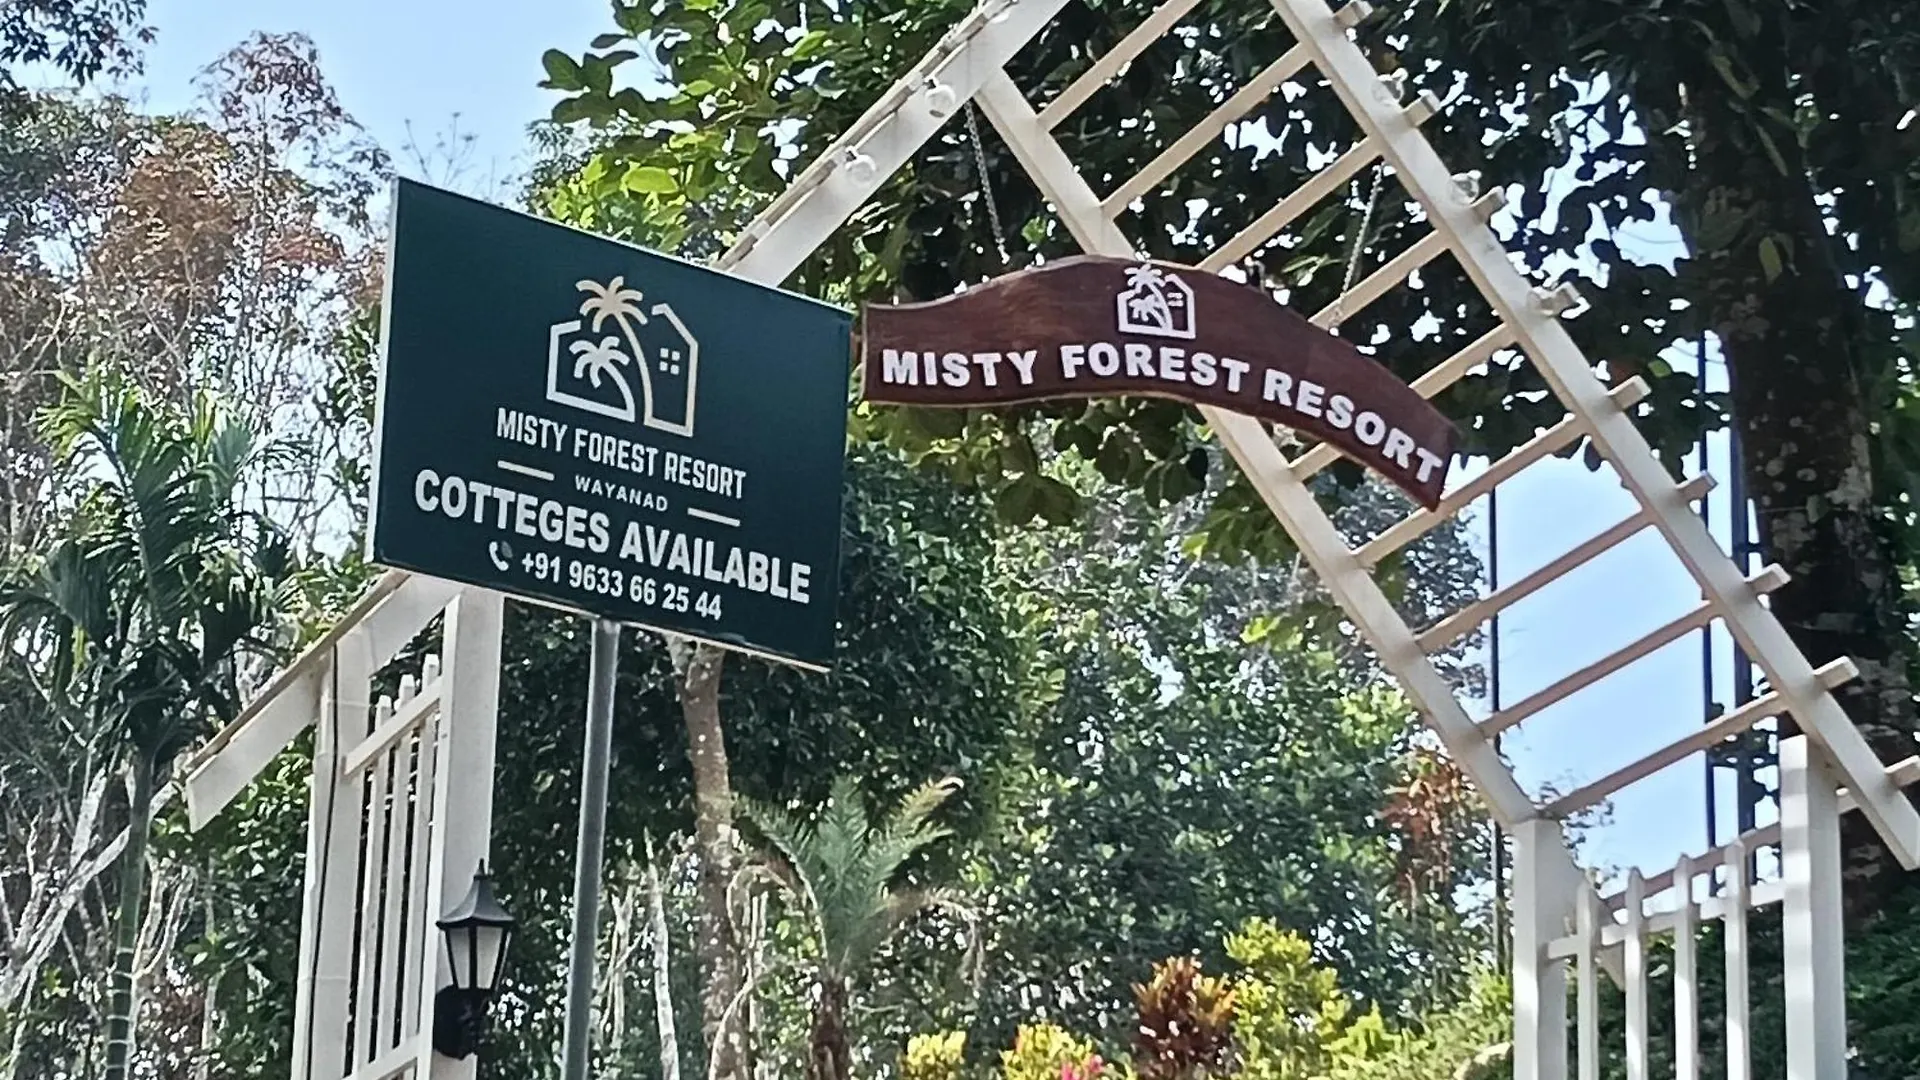 MISTY FOREST RESORT
WAYANAD
COTTEGES AVAILABLE
+91 9633 66 25 44
MISTY FOREST RESORT